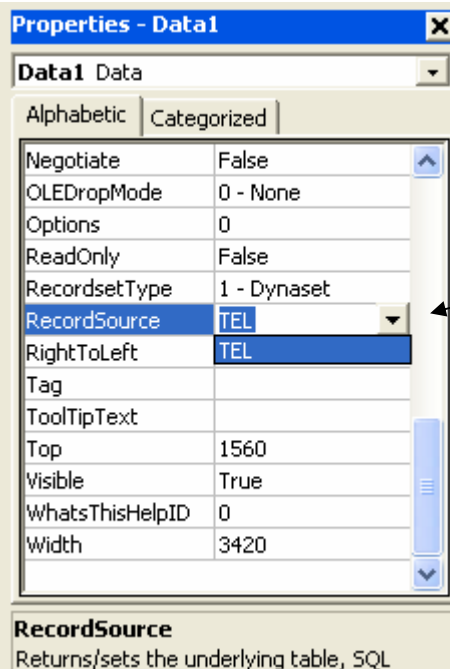 Properties - Data1
Data1 Data
Alphabetic Categorized
Negotiate False
OLEDropMode 0 - None
Options 0
ReadOnly False
RecordsetType 1 - Dynaset
RecordSource TEL
RightToLeft TEL
Tag
ToolTipText
Top 1560
Visible True
WhatsThisHelpID 0
Width 3420
RecordSource
Returns/sets the underlying table, SQL